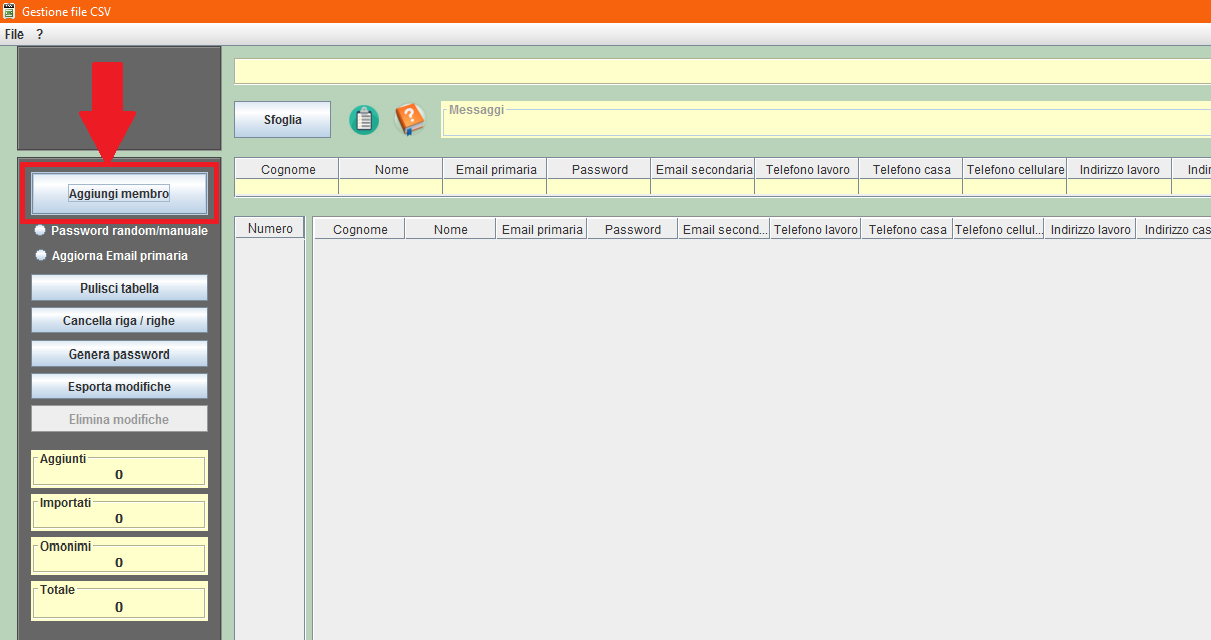 Gestione file CSV
File ?
Sfoglia
Messaggi
Cognome Nome Email primaria Password Email secondaria Telefono lavoro Telefono casa Telefono cellulare Indirizzo lavoro Indi
Aggiungi membro
Password random/manuale
Aggiorna Email primaria
Pulisci tabella
Cancella riga / righe
Genera password
Esporta modifiche
Elimina modifiche
Aggiunti
0
Importati
0
Omonimi
0
Totale
0
Numero Cognome Nome Email primaria Password Email second... Telefono lavoro Telefono casa Telefono cellul... Indirizzo lavoro Indirizzo cas